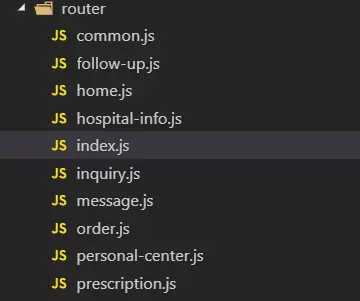 router
JS common.js
JS follow-up.js
JS home.js
JS hospital-info.js
JS index.js
JS inquiry.js
JS message.js
JS order.js
JS personal-center.js
JS prescription.js